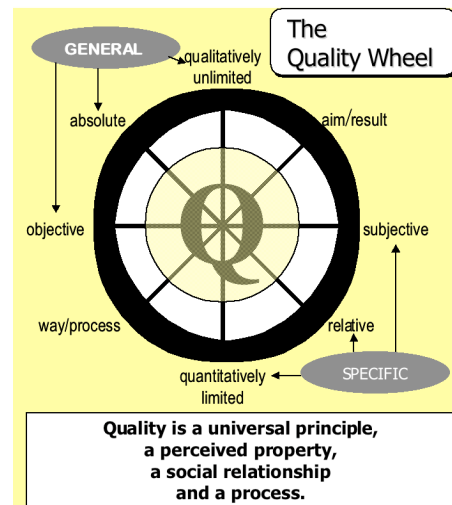 The
Quality Wheel
GENERAL
qualitatively
unlimited
absolute
aim/result
objective
Q
subjective
way/process
relative
quantitatively
limited
SPECIFIC
Quality is a universal principle,
a perceived property,
a social relationship
and a process.